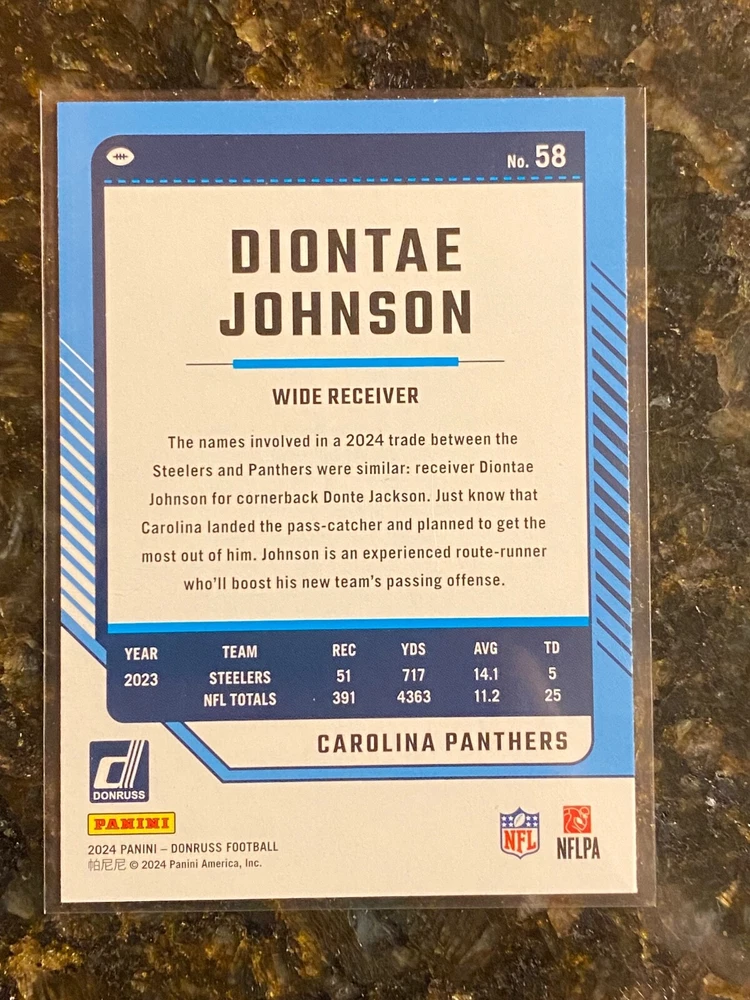 No. 58
DIONTAE
JOHNSON
WIDE RECEIVER
The names involved in a 2024 trade between the
Steelers and Panthers were similar: receiver Diontae
Johnson for cornerback Donte Jackson. Just know that
Carolina landed the pass-catcher and planned to get the
most out of him. Johnson is an experienced route-runner
who'll boost his new team's passing offense.
YEAR TEAM REC YDS AVG TD
2023 STEELERS 51 717 14.1 5
NFL TOTALS 391 4363 11.2 25
CAROLINA PANTHERS
DONRUSS
PANINI
2024 PANINI – DONRUSS FOOTBALL
帕尼尼 © 2024 Panini America, Inc.
NFL
NFLPA